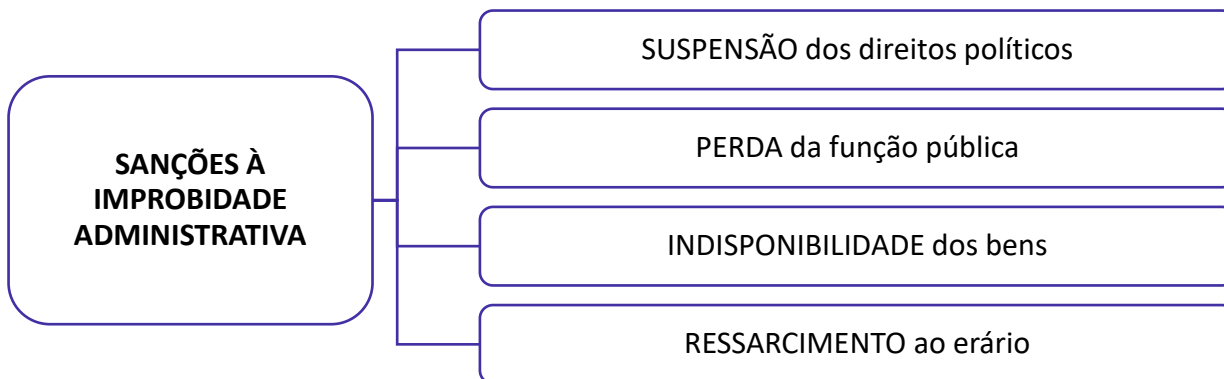 SANÇÕES À
IMPROBIDADE
ADMINISTRATIVA
SUSPENSÃO dos direitos políticos
PERDA da função pública
INDISPONIBILIDADE dos bens
RESSARCIMENTO ao erário